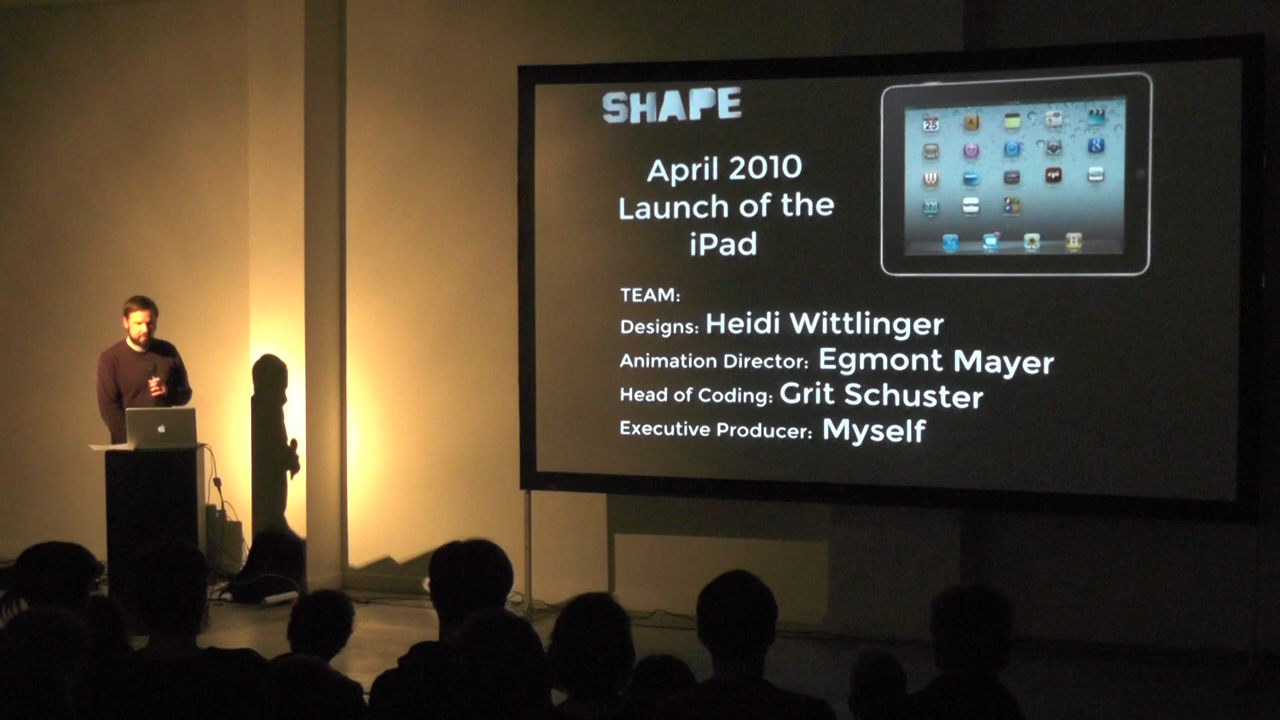 SHAPE
April 2010
Launch of the
iPad
25
TEAM:
Designs: Heidi Wittlinger
Animation Director: Egmont Mayer
Head of Coding: Grit Schuster
Executive Producer: Myself